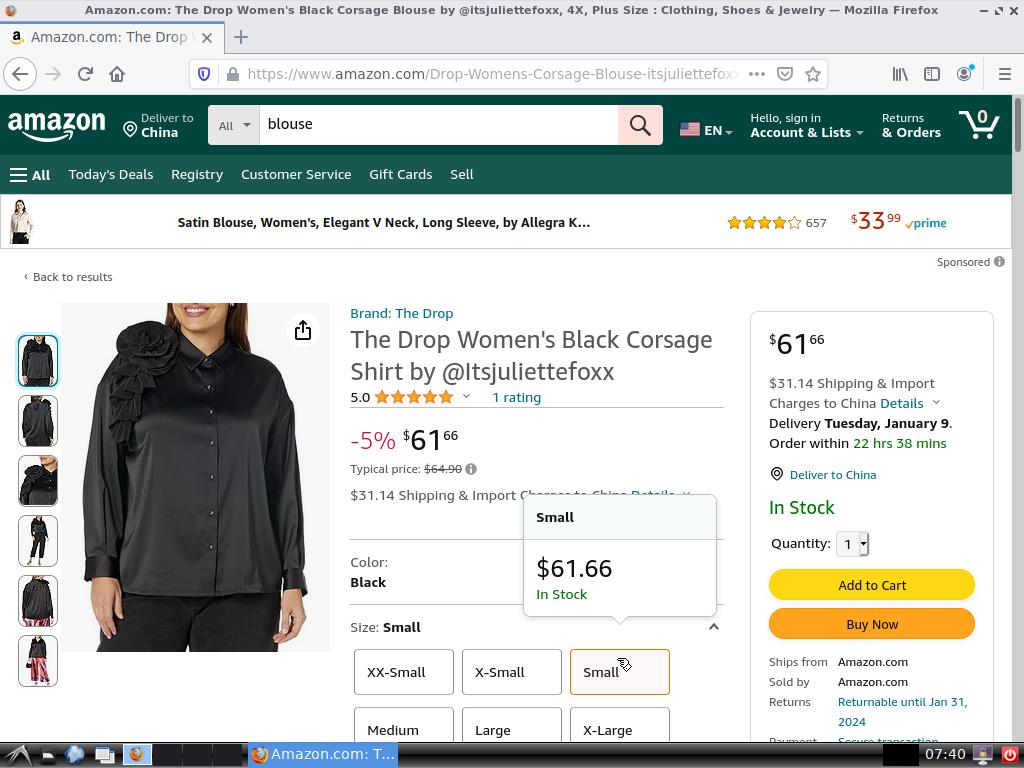 Amazon.com: The Drop Women's Black Corsage Blouse by @itsjuliettefoxx, 4X, Plus Size : Clothing, Shoes & Jewelry — Mozilla Firefox
Amazon.com: The Drop
https://www.amazon.com/Drop-Womens-Corsage-Blouse-itsjuliettefoxx
amazon
Deliver to
China
All
blouse
EN
Hello, sign in
Account & Lists
Returns
& Orders
0
All
Today's Deals
Registry
Customer Service
Gift Cards
Sell
Satin Blouse, Women's, Elegant V Neck, Long Sleeve, by Allegra K...
657
$33 99
prime
Sponsored
‹ Back to results
Brand: The Drop
The Drop Women's Black Corsage
Shirt by @Itsjuliettefoxx
5.0
1 rating
-5% $61 66
Typical price: $64.90
$31.14 Shipping & Import Charges to China Details
Small
$61.66
In Stock
Color:
Black
Size: Small
XX-Small
X-Small
Small
Medium
Large
X-Large
$61 66
$31.14 Shipping & Import
Charges to China Details
Delivery Tuesday, January 9.
Order within 22 hrs 38 mins
Deliver to China
In Stock
Quantity: 1
Add to Cart
Buy Now
Ships from Amazon.com
Sold by Amazon.com
Returns Returnable until Jan 31,
2024
Payment Secure transaction
Amazon.com: T...
07:40